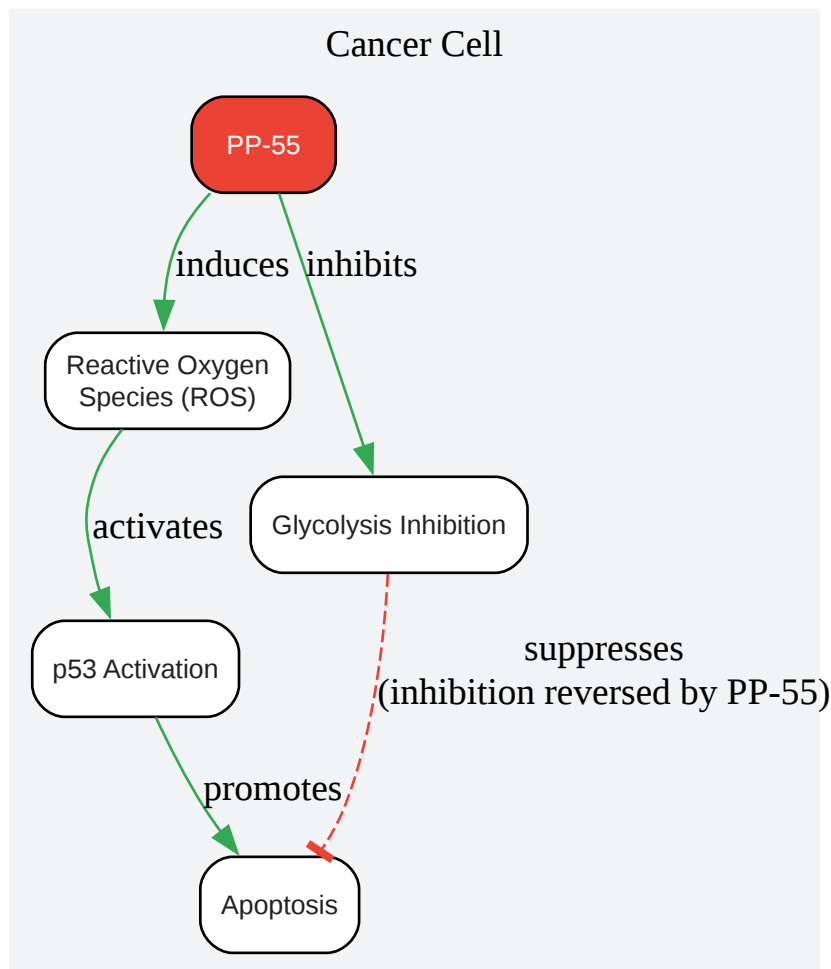 Cancer Cell
PP-55
induces
inhibits
Reactive Oxygen
Species (ROS)
activates
Glycolysis Inhibition
p53 Activation
suppresses
(inhibition reversed by PP-55)
promotes
Apoptosis